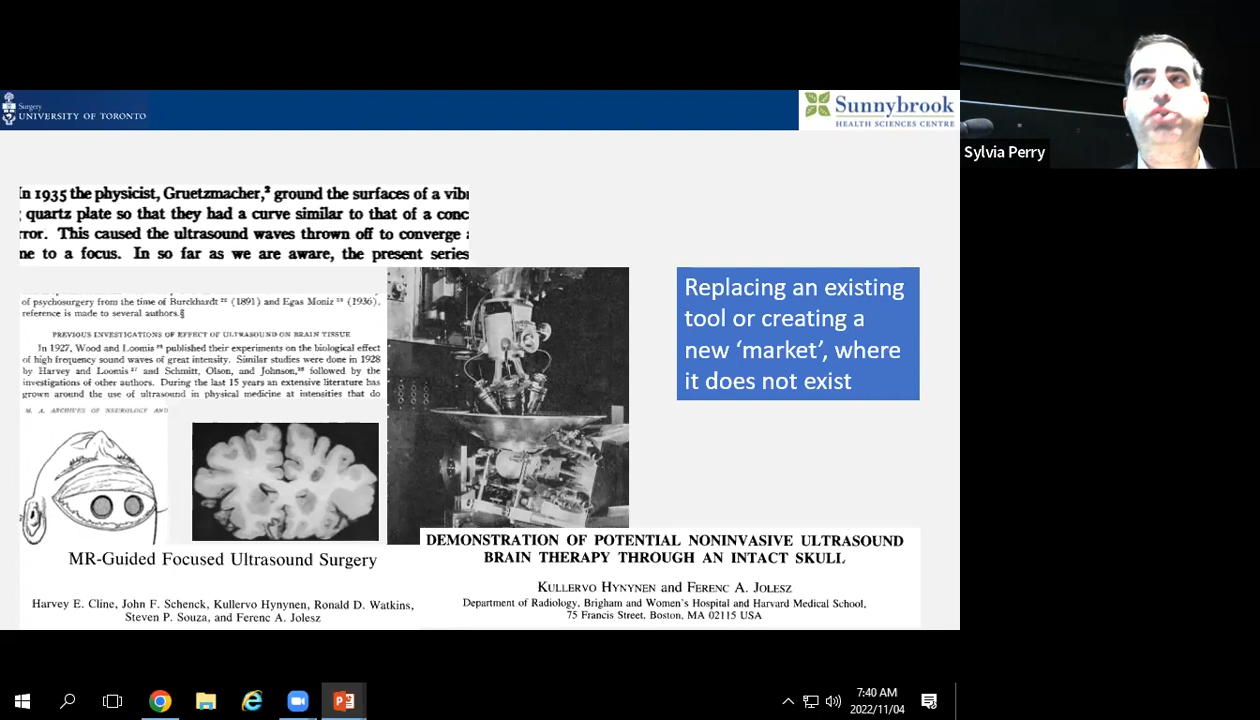 Surgery
UNIVERSITY OF TORONTO
Sunnybrook
HEALTH SCIENCES CENTRE
Sylvia Perry
In 1935 the physicist, Gruetzmacher,² ground the surfaces of a vibr
; quartz plate so that they had a curve similar to that of a conc
rror. This caused the ultrasound waves thrown off to converge
ne to a focus. In so far as we are aware, the present series
of psychosurgery from the time of Burckhardt (1891) and Egas Moniz (1936),
reference is made to several authors.§
PREVIOUS INVESTIGATIONS OF EFFECT OF ULTRASOUND ON BRAIN TISSUE
In 1927, Wood and Loomis published their experiments on the biological effect
of high frequency sound waves of great intensity. Similar studies were done in 1928
by Harvey and Loomis and Schmitt, Olson, and Johnson, followed by the
investigations of other authors. During the last 15 years an extensive literature has
grown around the use of ultrasound in physical medicine at intensities that do
M. A. ARCHIVES OF NEUROLOGY AND
Replacing an existing
tool or creating a
new ‘market’, where
it does not exist
MR-Guided Focused Ultrasound Surgery
Harvey E. Cline, John F. Schenck, Kullervo Hynynen, Ronald D. Watkins,
Steven P. Souza, and Ferenc A. Jolesz
DEMONSTRATION OF POTENTIAL NONINVASIVE ULTRASOUND
BRAIN THERAPY THROUGH AN INTACT SKULL
KULLERVO HYNYNEN and FERENC A. JOLESZ
Department of Radiology, Brigham and Women's Hospital and Harvard Medical School,
75 Francis Street, Boston, MA 02115 USA
7:40 AM
2022/11/04